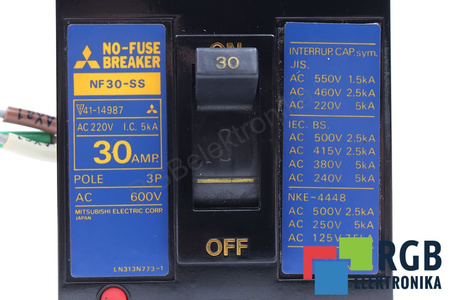 NO-FUSE
BREAKER
NF30-SS
41-14987
AC 220V I.C. 5kA
30 AMP.
POLE 3P
AC 600V
MITSUBISHI ELECTRIC CORP.
JAPAN
LN313N773-1
ON
30
OFF
INTERRUP. CAP. sym.
JIS.
AC 550V 1.5kA
AC 460V 2.5kA
AC 220V 5kA
IEC. BS.
AC 500V 2.5kA
AC 415V 2.5kA
AC 380V 5kA
AC 240V 5kA
NKE-4448
AC 500V 2.5kA
AC 250V 5kA
AC 125V
RGB
ELEKTRONIKA